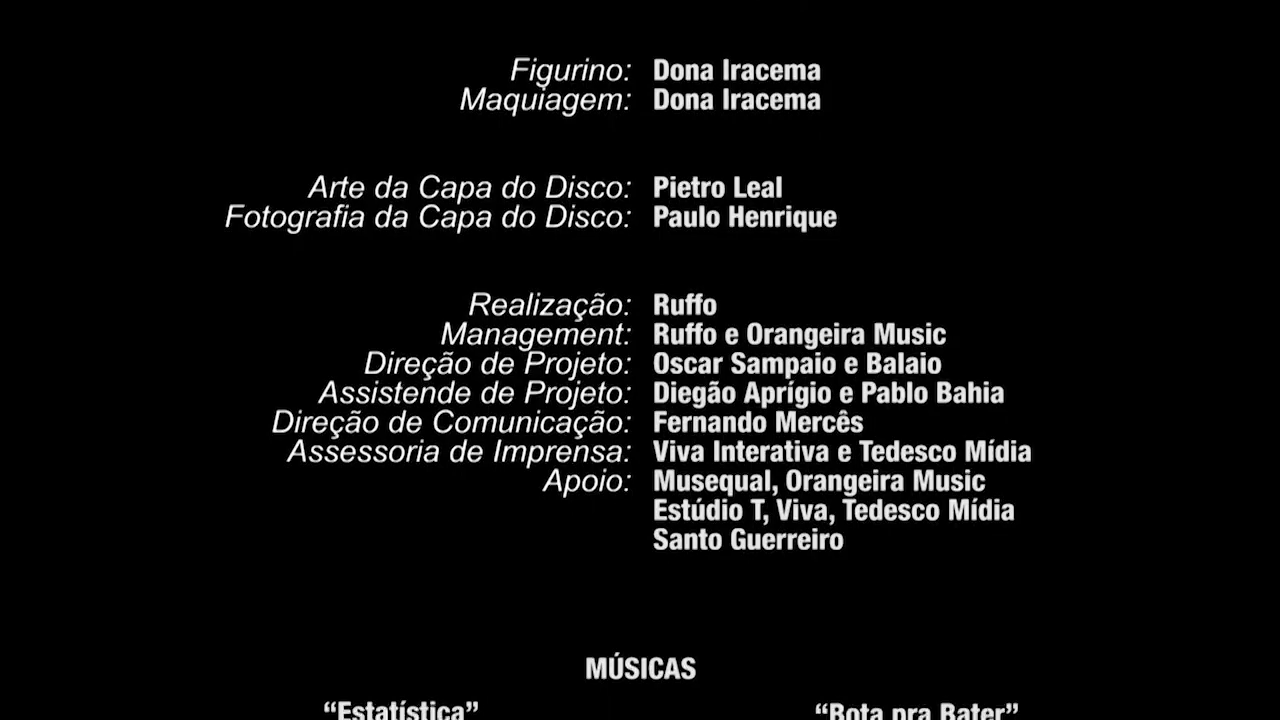 Figurino: Dona Iracema
Maquiagem: Dona Iracema
Arte da Capa do Disco: Pietro Leal
Fotografia da Capa do Disco: Paulo Henrique
Realização: Ruffo
Management: Ruffo e Orangeira Music
Direção de Projeto: Oscar Sampaio e Balaio
Assistende de Projeto: Diegão Aprígio e Pablo Bahia
Direção de Comunicação: Fernando Mercês
Assessoria de Imprensa: Viva Interativa e Tedesco Mídia
Apoio: Musequal, Orangeira Music
Estúdio T, Viva, Tedesco Mídia
Santo Guerreiro
MÚSICAS
“Estatística” “Bota pra Bater”